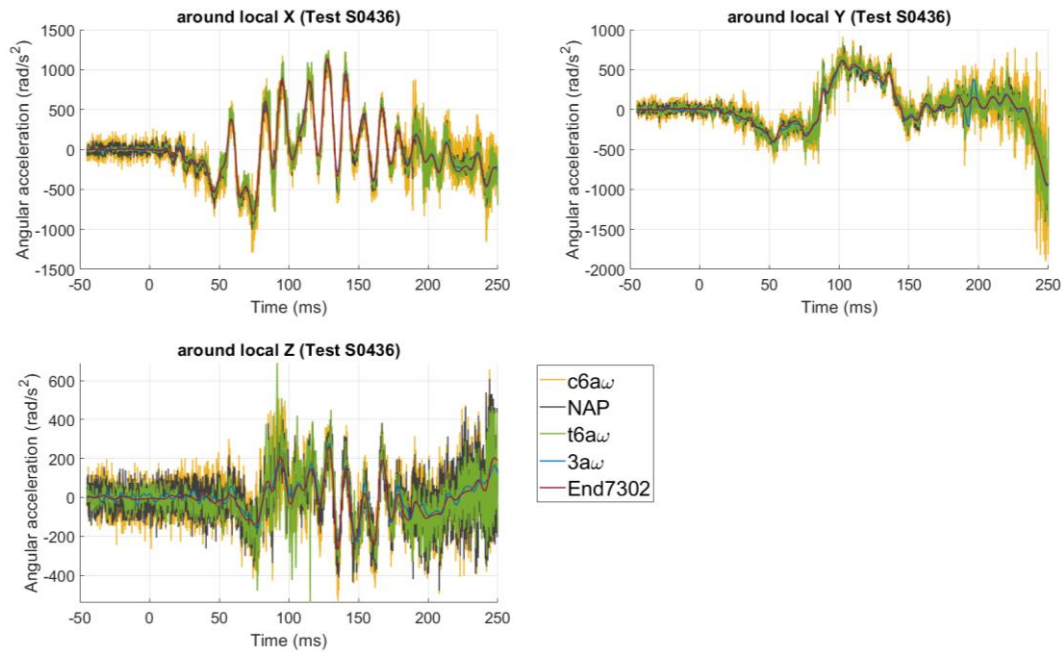 around local X (Test S0436)
1500
1000
500
0
-500
-1000
-1500
Angular acceleration (rad/s²)
-50 0 50 100 150 200 250
Time (ms)
around local Y (Test S0436)
1000
500
0
-500
-1000
-1500
-2000
Angular acceleration (rad/s²)
-50 0 50 100 150 200 250
Time (ms)
around local Z (Test S0436)
600
400
200
0
-200
-400
Angular acceleration (rad/s²)
-50 0 50 100 150 200 250
Time (ms)
c6aω
NAP
t6aω
3aω
End7302